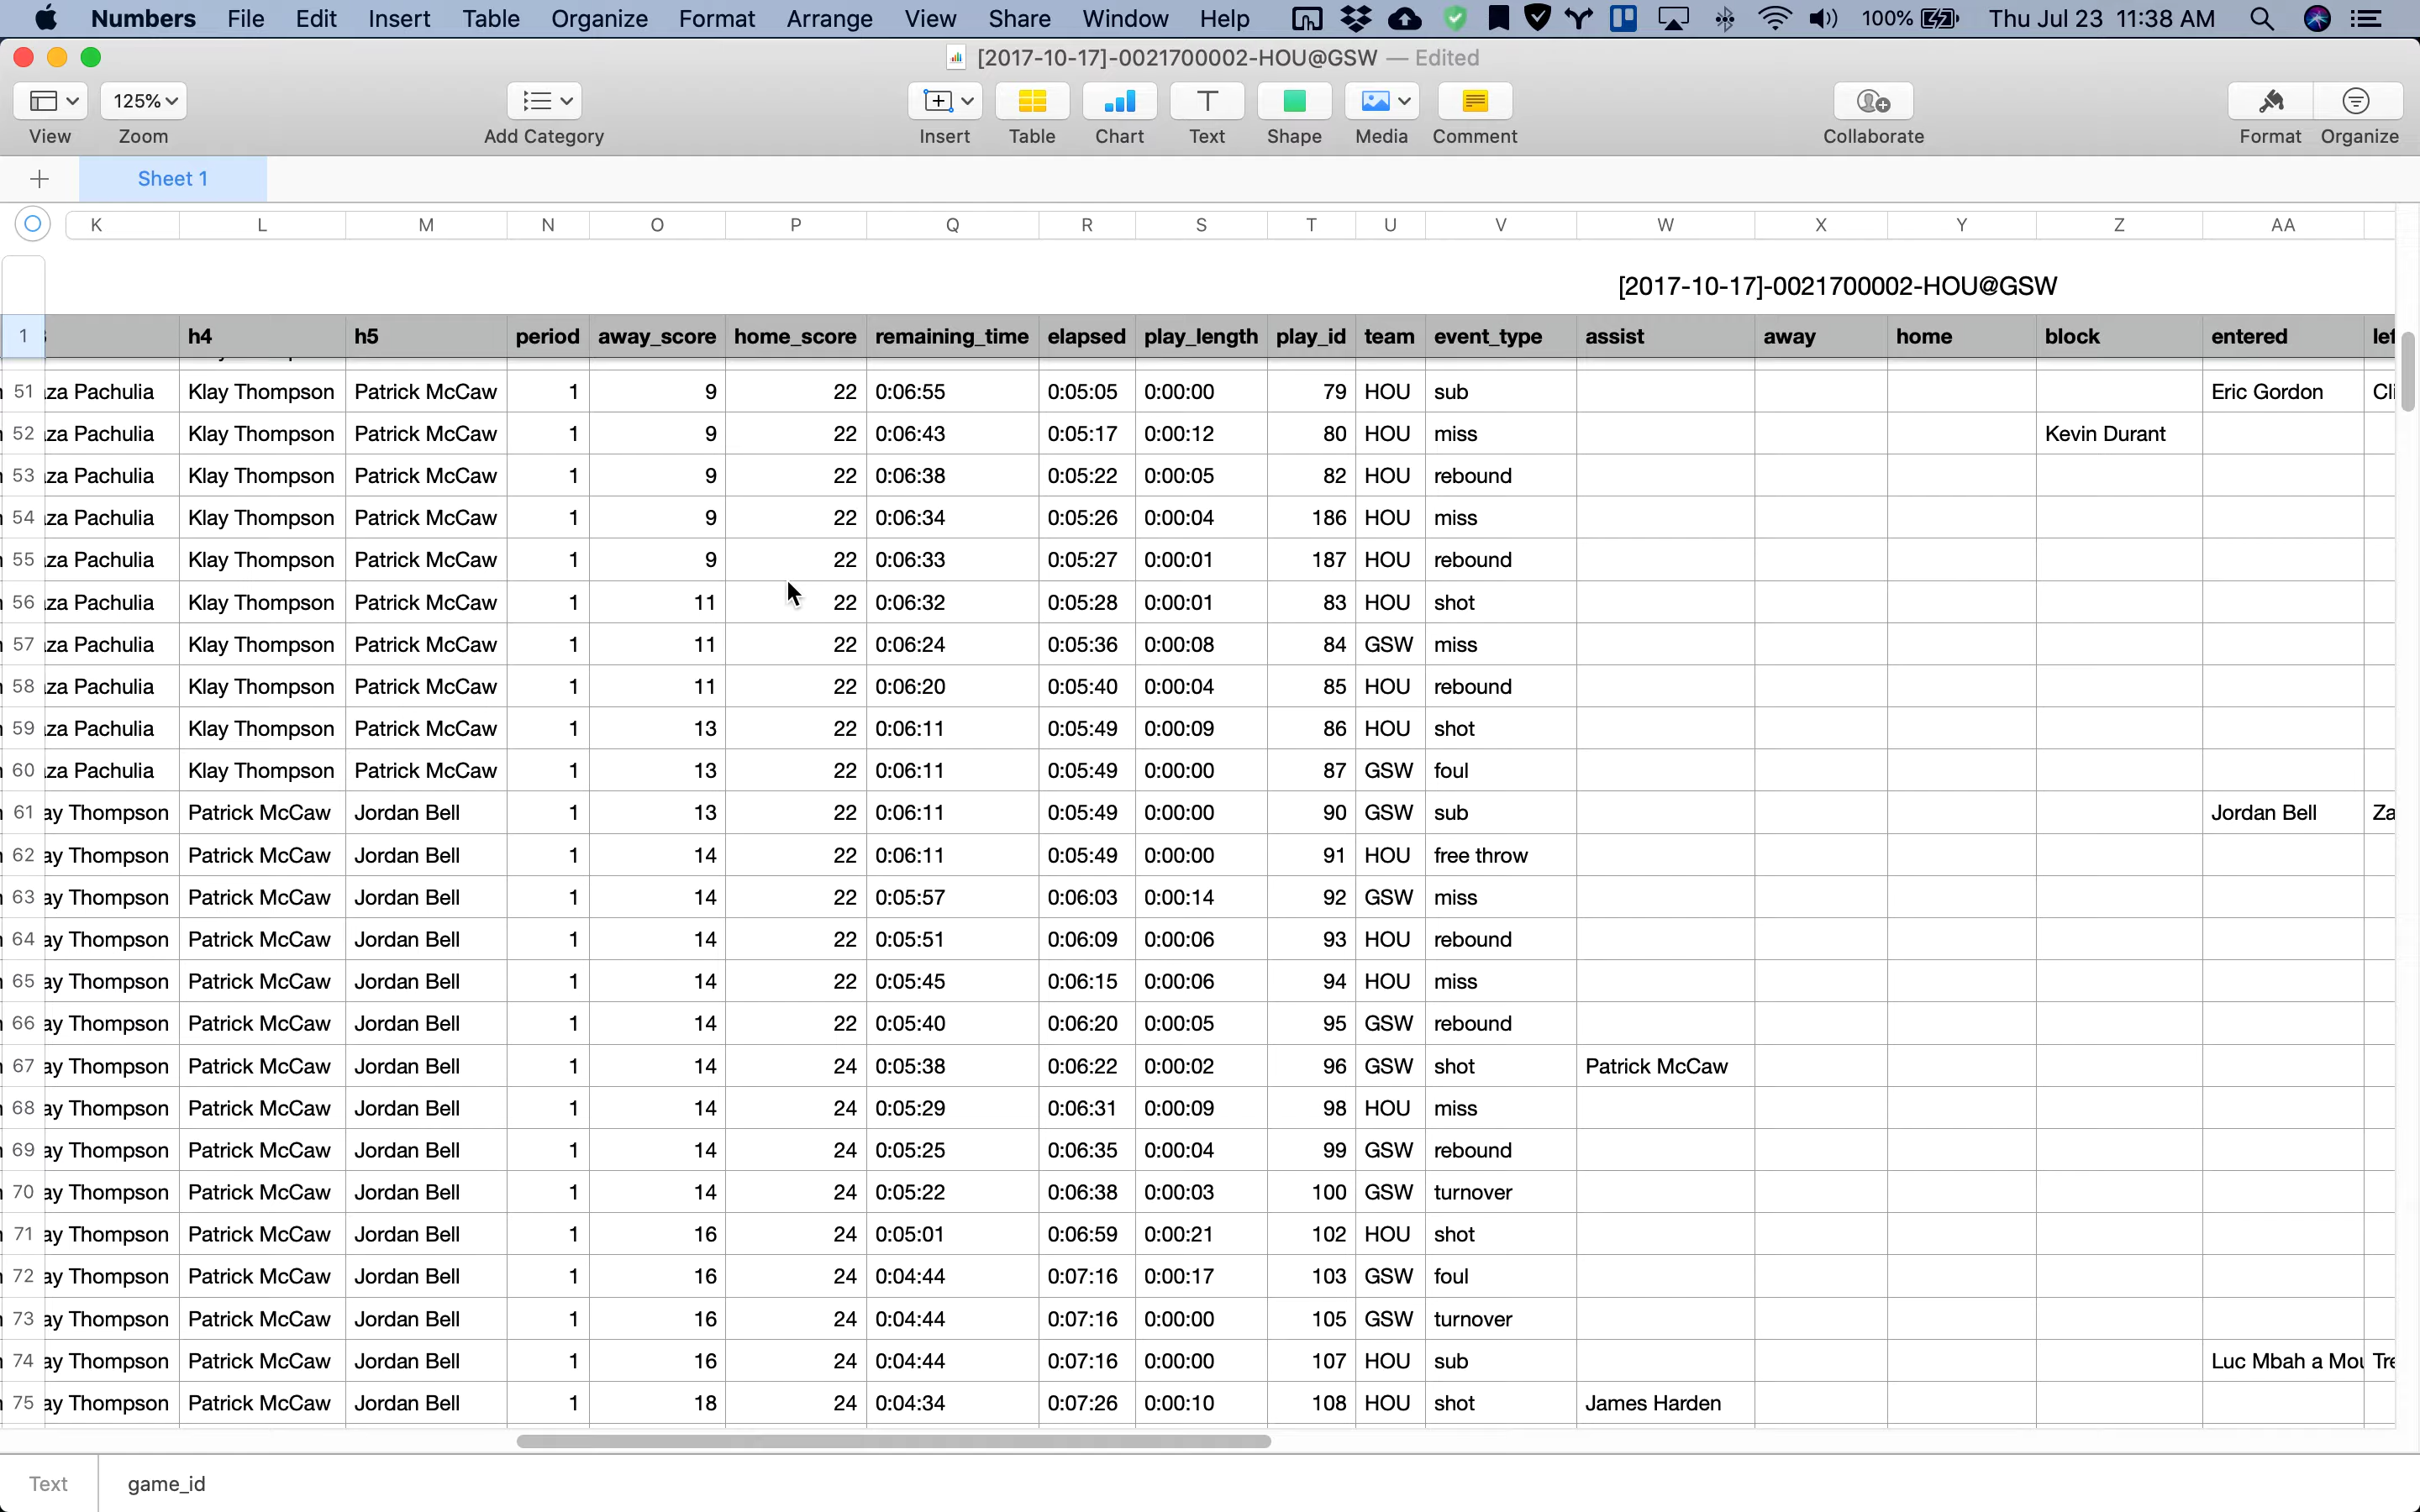 Numbers File Edit Insert Table Organize Format Arrange View Share Window Help 100% Thu Jul 23 11:38 AM
[2017-10-17]-0021700002-HOU@GSW — Edited
125%
View Zoom Add Category Insert Table Chart Text Shape Media Comment Collaborate Format Organize
Sheet 1
K L M N O P Q R S T U V W X Y Z AA
[2017-10-17]-0021700002-HOU@GSW
1 h4 h5 period away_score home_score remaining_time elapsed play_length play_id team event_type assist away home block entered lef
51 za Pachulia Klay Thompson Patrick McCaw 1 9 22 0:06:55 0:05:05 0:00:00 79 HOU sub Eric Gordon Cli
52 za Pachulia Klay Thompson Patrick McCaw 1 9 22 0:06:43 0:05:17 0:00:12 80 HOU miss Kevin Durant
53 za Pachulia Klay Thompson Patrick McCaw 1 9 22 0:06:38 0:05:22 0:00:05 82 HOU rebound
54 za Pachulia Klay Thompson Patrick McCaw 1 9 22 0:06:34 0:05:26 0:00:04 186 HOU miss
55 za Pachulia Klay Thompson Patrick McCaw 1 9 22 0:06:33 0:05:27 0:00:01 187 HOU rebound
56 za Pachulia Klay Thompson Patrick McCaw 1 11 22 0:06:32 0:05:28 0:00:01 83 HOU shot
57 za Pachulia Klay Thompson Patrick McCaw 1 11 22 0:06:24 0:05:36 0:00:08 84 GSW miss
58 za Pachulia Klay Thompson Patrick McCaw 1 11 22 0:06:20 0:05:40 0:00:04 85 HOU rebound
59 za Pachulia Klay Thompson Patrick McCaw 1 13 22 0:06:11 0:05:49 0:00:09 86 HOU shot
60 za Pachulia Klay Thompson Patrick McCaw 1 13 22 0:06:11 0:05:49 0:00:00 87 GSW foul
61 ay Thompson Patrick McCaw Jordan Bell 1 13 22 0:06:11 0:05:49 0:00:00 90 GSW sub Jordan Bell Za
62 ay Thompson Patrick McCaw Jordan Bell 1 14 22 0:06:11 0:05:49 0:00:00 91 HOU free throw
63 ay Thompson Patrick McCaw Jordan Bell 1 14 22 0:05:57 0:06:03 0:00:14 92 GSW miss
64 ay Thompson Patrick McCaw Jordan Bell 1 14 22 0:05:51 0:06:09 0:00:06 93 HOU rebound
65 ay Thompson Patrick McCaw Jordan Bell 1 14 22 0:05:45 0:06:15 0:00:06 94 HOU miss
66 ay Thompson Patrick McCaw Jordan Bell 1 14 22 0:05:40 0:06:20 0:00:05 95 GSW rebound
67 ay Thompson Patrick McCaw Jordan Bell 1 14 24 0:05:38 0:06:22 0:00:02 96 GSW shot Patrick McCaw
68 ay Thompson Patrick McCaw Jordan Bell 1 14 24 0:05:29 0:06:31 0:00:09 98 HOU miss
69 ay Thompson Patrick McCaw Jordan Bell 1 14 24 0:05:25 0:06:35 0:00:04 99 GSW rebound
70 ay Thompson Patrick McCaw Jordan Bell 1 14 24 0:05:22 0:06:38 0:00:03 100 GSW turnover
71 ay Thompson Patrick McCaw Jordan Bell 1 16 24 0:05:01 0:06:59 0:00:21 102 HOU shot
72 ay Thompson Patrick McCaw Jordan Bell 1 16 24 0:04:44 0:07:16 0:00:17 103 GSW foul
73 ay Thompson Patrick McCaw Jordan Bell 1 16 24 0:04:44 0:07:16 0:00:00 105 GSW turnover
74 ay Thompson Patrick McCaw Jordan Bell 1 16 24 0:04:44 0:07:16 0:00:00 107 HOU sub Luc Mbah a Mou Tre
75 ay Thompson Patrick McCaw Jordan Bell 1 18 24 0:04:34 0:07:26 0:00:10 108 HOU shot James Harden
Text game_id